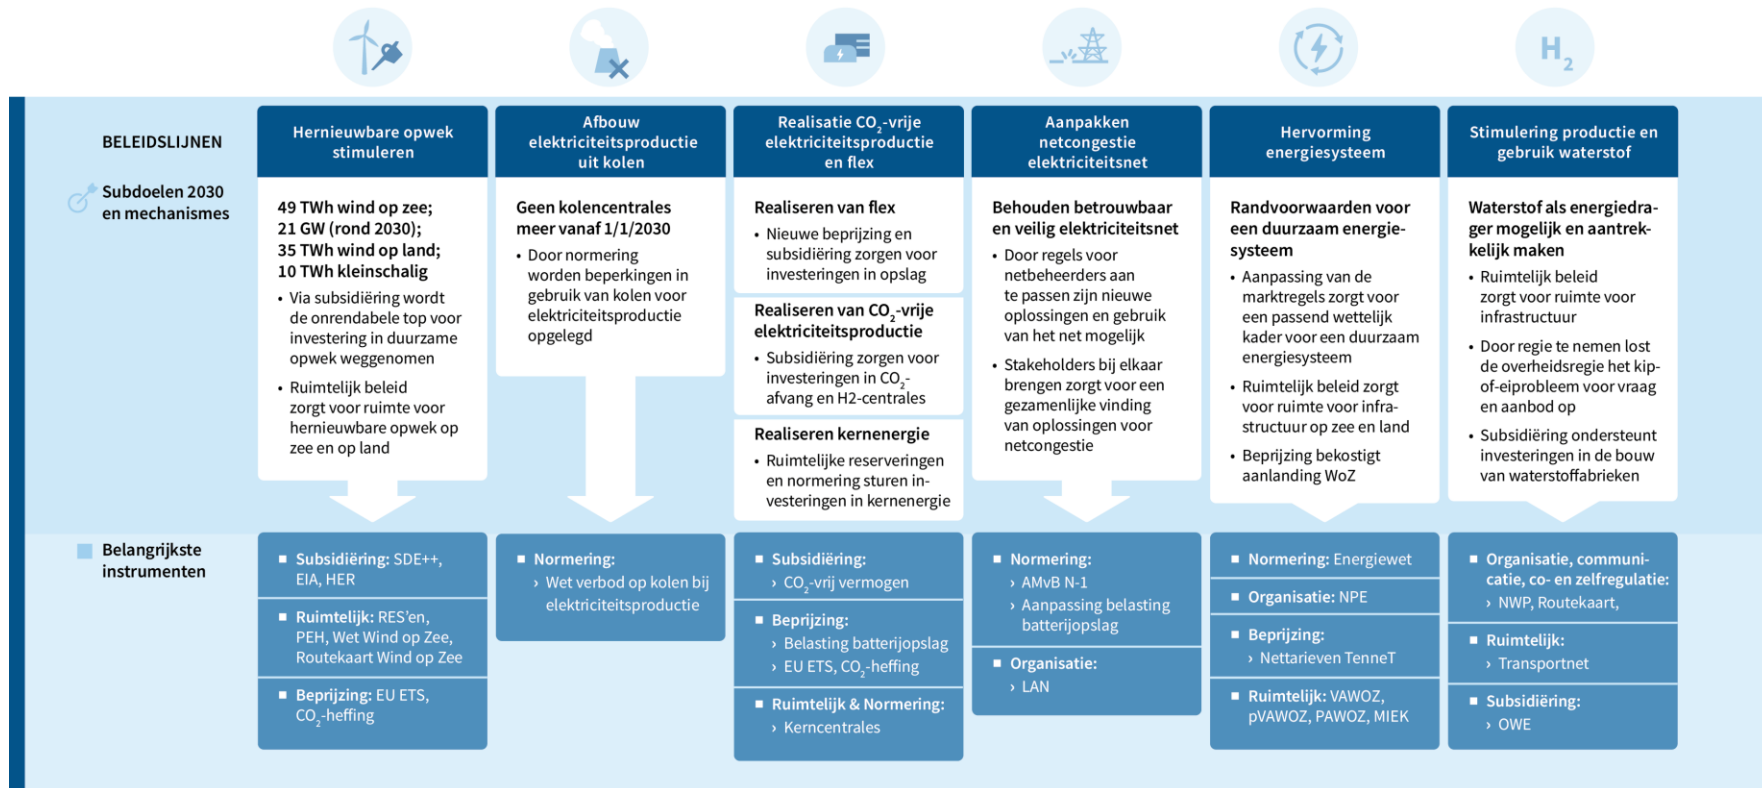 H2
BELEIDSLIJNEN
Hernieuwbare opwek
stimuleren
Afbouw
elektriciteitsproductie
uit kolen
Realisatie CO2-vrije
elektriciteitsproductie
en flex
Aanpakken
netcongestie
elektriciteitsnet
Hervorming
energiesysteem
Stimulering productie en
gebruik waterstof
Subdoelen 2030
en mechanismes
49 TWh wind op zee;
21 GW (rond 2030);
35 TWh wind op land;
10 TWh kleinschalig
• Via subsidiëring wordt
de onrendabele top voor
investering in duurzame
opwek weggenomen
• Ruimtelijk beleid
zorgt voor ruimte voor
hernieuwbare opwek op
zee en op land
Geen kolencentrales
meer vanaf 1/1/2030
• Door normering
worden beperkingen in
gebruik van kolen voor
elektriciteitsproductie
opgelegd
Realiseren van flex
• Nieuwe beprijzing en
subsidiëring zorgen voor
investeringen in opslag
Realiseren van CO2-vrije
elektriciteitsproductie
• Subsidiëring zorgen voor
investeringen in CO2-
afvang en H2-centrales
Realiseren kernenergie
• Ruimtelijke reserveringen
en normering sturen in-
vesteringen in kernenergie
Behouden betrouwbaar
en veilig elektriciteitsnet
• Door regels voor
netbeheerders aan
te passen zijn nieuwe
oplossingen en gebruik
van het net mogelijk
• Stakeholders bij elkaar
brengen zorgt voor een
gezamenlijke vinding
van oplossingen voor
netcongestie
Randvoorwaarden voor
een duurzaam energie-
systeem
• Aanpassing van de
marktregels zorgt voor
een passend wettelijk
kader voor een duurzaam
energiesysteem
• Ruimtelijk beleid zorgt
voor ruimte voor infra-
structuur op zee en land
• Beprijzing bekostigt
aanlanding WoZ
Waterstof als energiedra-
ger mogelijk en aantrek-
kelijk maken
• Ruimtelijk beleid
zorgt voor ruimte voor
infrastructuur
• Door regie te nemen lost
de overheidsregie het kip-
of-eiprobleem voor vraag
en aanbod op
• Subsidiëring ondersteunt
investeringen in de bouw
van waterstoffabrieken
Belangrijkste
instrumenten
Subsidiëring: SDE++,
EIA, HER
Ruimtelijk: RES’en,
PEH, Wet Wind op Zee,
Routekaart Wind op Zee
Beprijzing: EU ETS,
CO2-heffing
Normering:
› Wet verbod op kolen bij
elektriciteitsproductie
Subsidiëring:
› CO2-vrij vermogen
Beprijzing:
› Belasting batterijopslag
› EU ETS, CO2-heffing
Ruimtelijk & Normering:
› Kerncentrales
Normering:
› AMvB N-1
› Aanpassing belasting
batterijopslag
Organisatie:
› LAN
Normering: Energiewet
Organisatie: NPE
Beprijzing:
› Nettarieven TenneT
Ruimtelijk: VAWOZ,
pVAWOZ, PAWOZ, MIEK
Organisatie, communi-
catie, co- en zelfregulatie:
› NWP, Routekaart,
Ruimtelijk:
› Transportnet
Subsidiëring:
› OWE